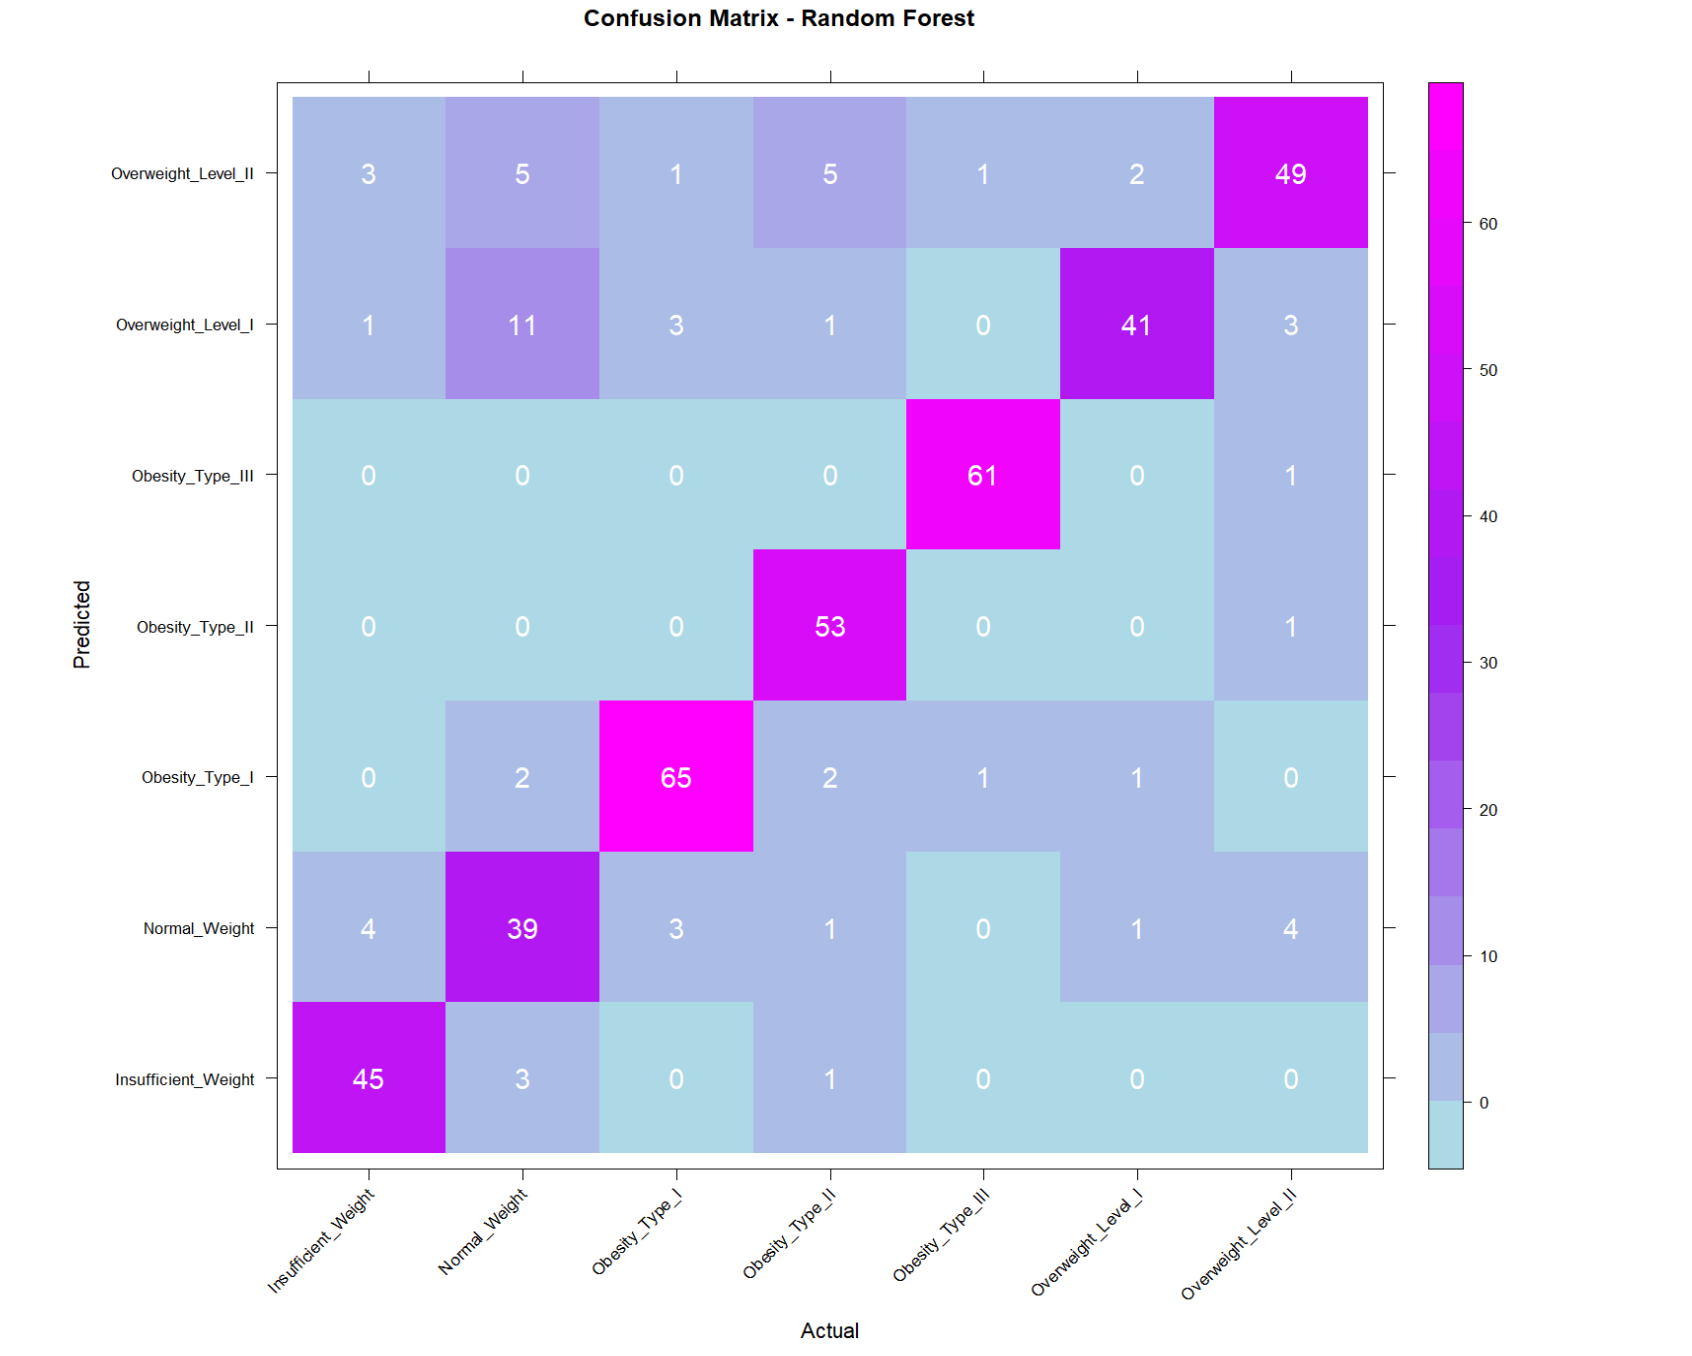 Confusion Matrix - Random Forest
Overweight_Level_II 3 5 1 5 1 2 49
Overweight_Level_I 1 11 3 1 0 41 3
Obesity_Type_III 0 0 0 0 61 0 1
Obesity_Type_II 0 0 0 53 0 0 1
Obesity_Type_I 0 2 65 2 1 1 0
Normal_Weight 4 39 3 1 0 1 4
Insufficient_Weight 45 3 0 1 0 0 0
Predicted
Insufficient_Weight
Normal_Weight
Obesity_Type_I
Obesity_Type_II
Obesity_Type_III
Overweight_Level_I
Overweight_Level_II
Actual
60
50
40
30
20
10
0